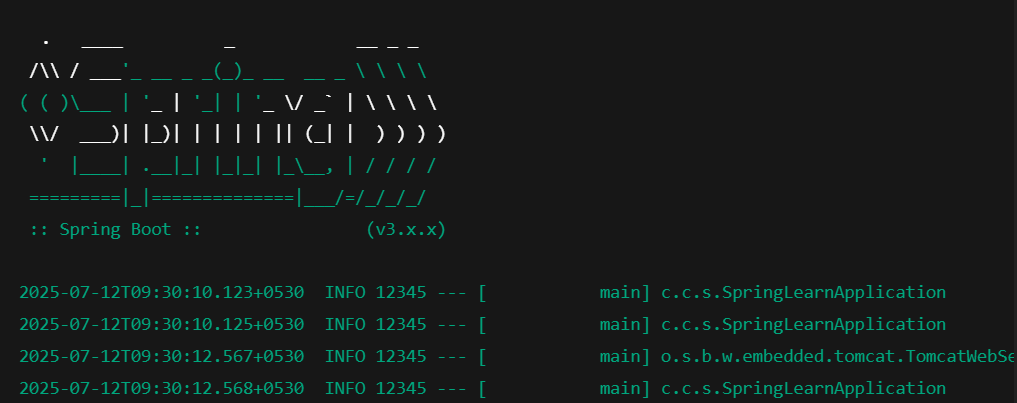 .   ____          _            __ _ _
 /\\ / ___'_ __ _ _(_)_ __  __ _ \ \ \ \
( ( )\___ | '_ | '_| | '_ \/ _` | \ \ \ \
 \\/  ___)| |_)| | | | | || (_| |  ) ) ) )
  '  |____| .__|_| |_|_| |_\__, | / / / /
 =========|_|==============|___/=/_/_/_/
 :: Spring Boot ::                (v3.x.x)
2025-07-12T09:30:10.123+0530  INFO 12345 --- [           main] c.c.s.SpringLearnApplication
2025-07-12T09:30:10.125+0530  INFO 12345 --- [           main] c.c.s.SpringLearnApplication
2025-07-12T09:30:12.567+0530  INFO 12345 --- [           main] o.s.b.w.embedded.tomcat.TomcatWebSe
2025-07-12T09:30:12.568+0530  INFO 12345 --- [           main] c.c.s.SpringLearnApplication